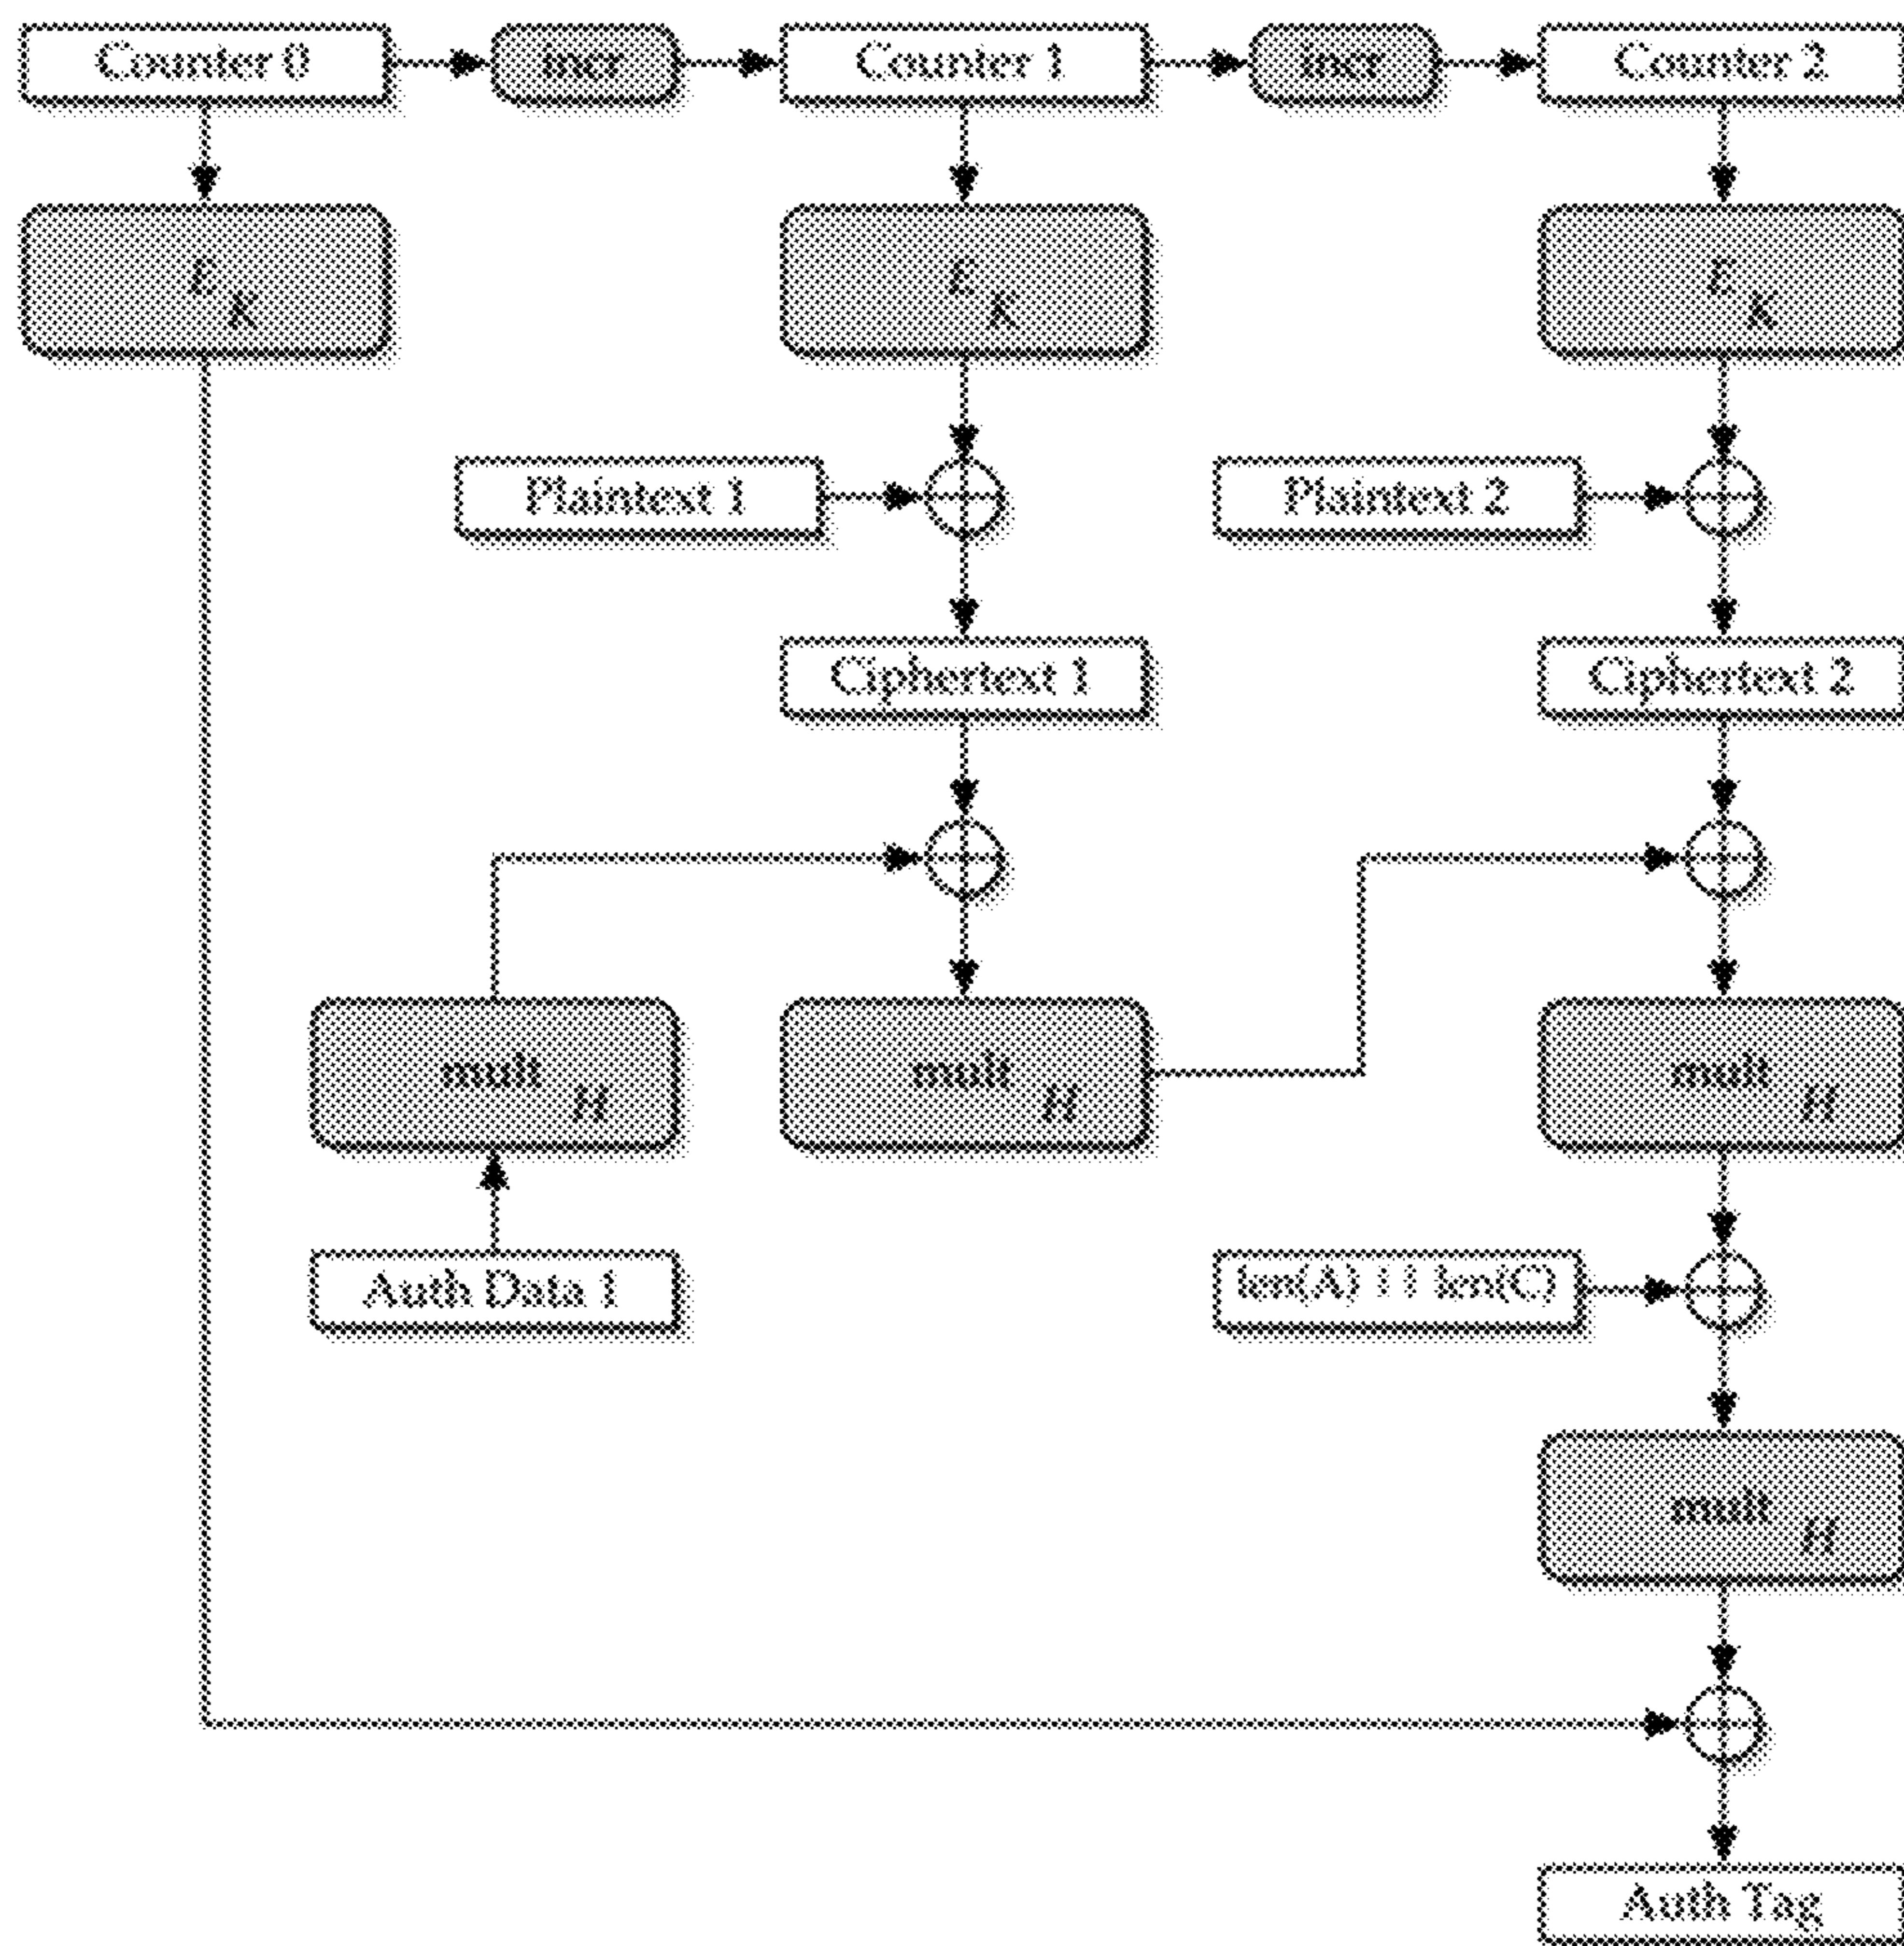 Counter 0
incr
Counter 1
incr
Counter 2
E K
E K
E K
Plaintext 1
Plaintext 2
Ciphertext 1
Ciphertext 2
mult H
mult H
mult H
Auth Data 1
len(A) || len(C)
mult H
Auth Tag